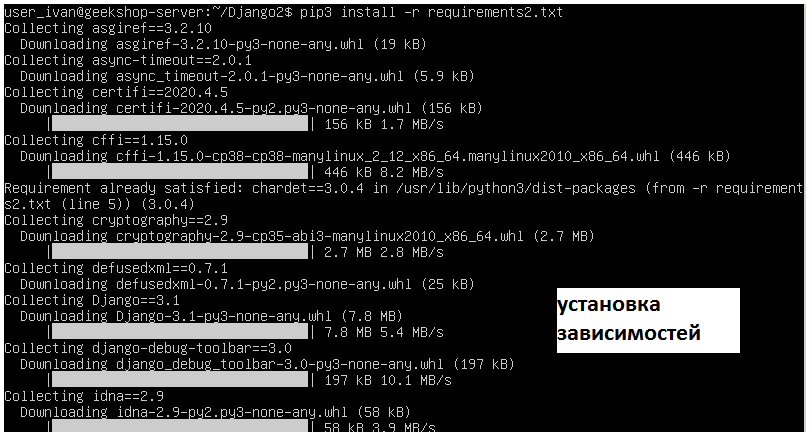 user_ivan@geekshop-server:~/Django2$ pip3 install -r requirements2.txt
Collecting asgiref==3.2.10
Downloading asgiref-3.2.10-py3-none-any.whl (19 kB)
Collecting async-timeout==2.0.1
Downloading async_timeout-2.0.1-py3-none-any.whl (5.9 kB)
Collecting certifi==2020.4.5
Downloading certifi-2020.4.5-py2.py3-none-any.whl (156 kB)
| | 156 kB 1.7 MB/s
Collecting cffi==1.15.0
Downloading cffi-1.15.0-cp38-cp38-manylinux_2_12_x86_64.manylinux2010_x86_64.whl (446 kB)
| | 446 kB 8.2 MB/s
Requirement already satisfied: chardet==3.0.4 in /usr/lib/python3/dist-packages (from -r requirement
s2.txt (line 5)) (3.0.4)
Collecting cryptography==2.9
Downloading cryptography-2.9-cp35-abi3-manylinux2010_x86_64.whl (2.7 MB)
| | 2.7 MB 2.8 MB/s
Collecting defusedxml==0.7.1
Downloading defusedxml-0.7.1-py2.py3-none-any.whl (25 kB)
Collecting Django==3.1
Downloading Django-3.1-py3-none-any.whl (7.8 MB)
| | 7.8 MB 5.4 MB/s
Collecting django-debug-toolbar==3.0
Downloading django_debug_toolbar-3.0-py3-none-any.whl (197 kB)
| | 197 kB 10.1 MB/s
Collecting idna==2.9
Downloading idna-2.9-py2.py3-none-any.whl (58 kB)
| | 58 kB 3.9 MB/s
установка
зависимостей